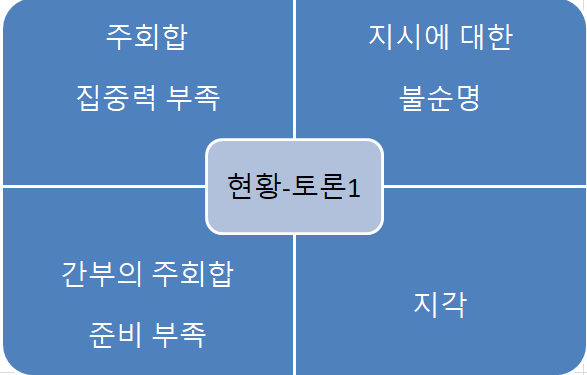 주회합
집중력 부족
지시에 대한
불순명
현황-토론1
간부의 주회합
준비 부족
지각